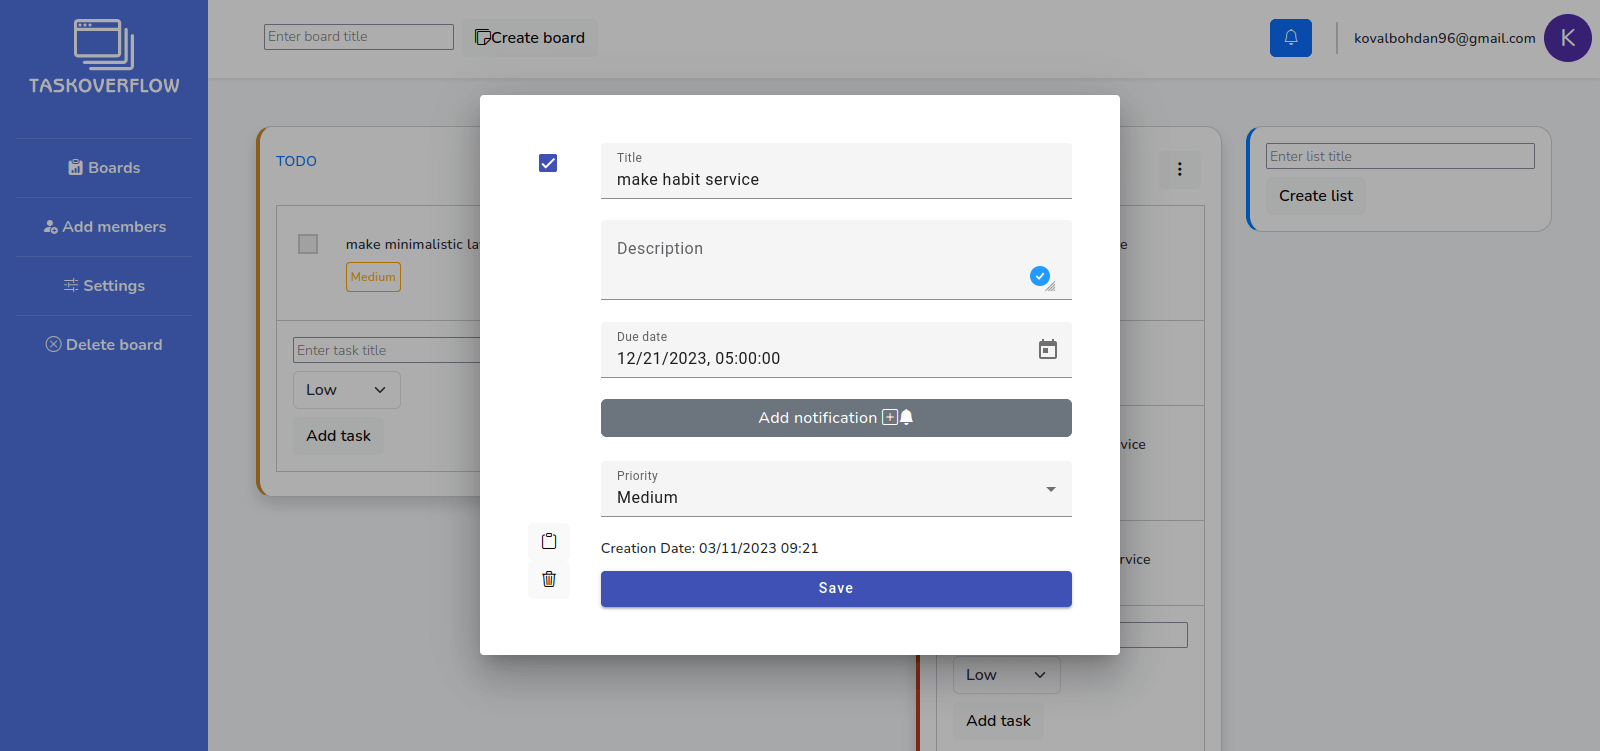 TASKOVERFLOW
Boards
Add members
Settings
Delete board
Enter board title
Create board
kovalbohdan96@gmail.com
K
TODO
make minimalistic
Medium
Enter task title
Low
Add task
Title
make habit service
Description
Due date
12/21/2023, 05:00:00
Add notification
Priority
Medium
Creation Date: 03/11/2023 09:21
Save
Low
Add task
Enter list title
Create list